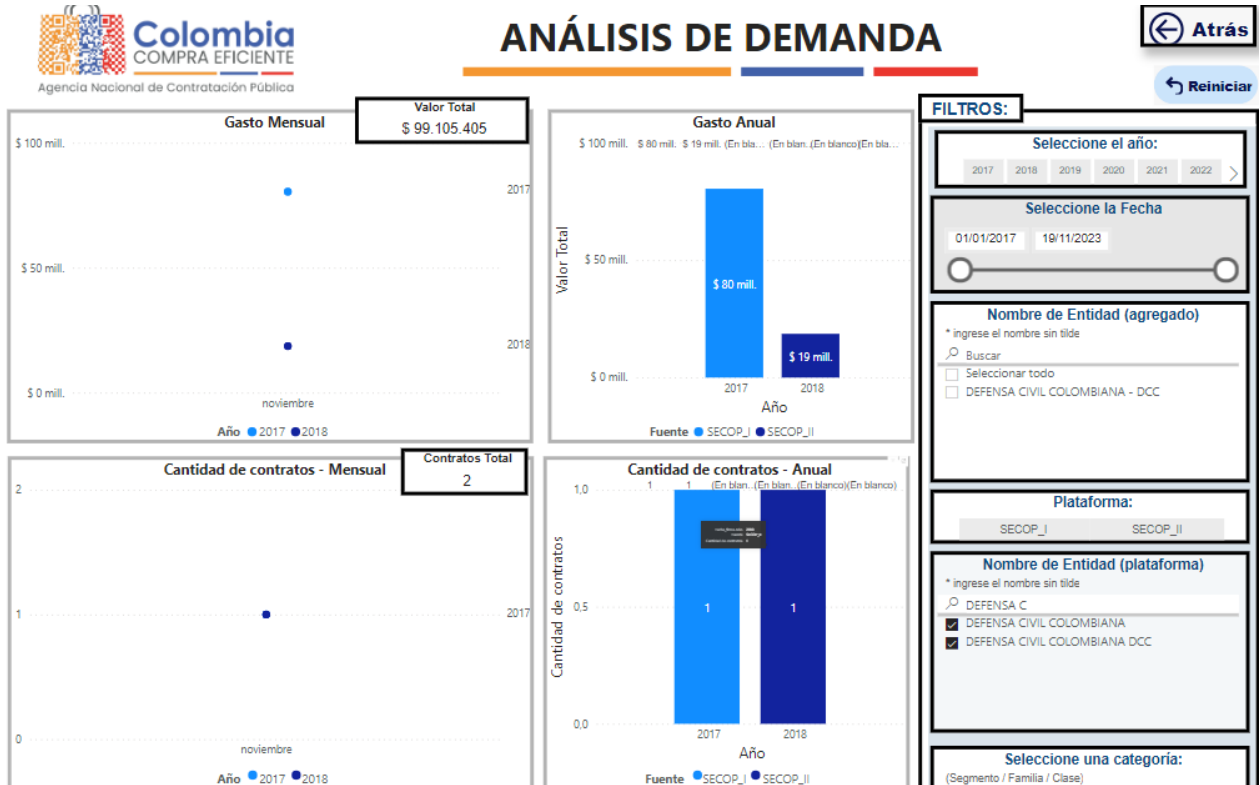 Colombia
COMPRA EFICIENTE
Agencia Nacional de Contratación Pública
ANÁLISIS DE DEMANDA
Atrás
Reiniciar
Gasto Mensual
Valor Total
$ 99.105.405
$ 100 mill.
$ 50 mill.
$ 0 mill.
2017
2018
noviembre
Año 2017 2018
Gasto Anual
$ 100 mill.
$ 80 mill. $ 19 mill. (En bla... (En blan..(En blanco)(En bla...
Valor Total
$ 50 mill.
$ 0 mill.
$ 80 mill.
$ 19 mill.
2017 2018
Año
Fuente SECOP_I SECOP_II
Cantidad de contratos - Mensual
Contratos Total
2
2
1
0
2017
noviembre
Año 2017 2018
Cantidad de contratos - Anual
1 1 (En blan..(En blan..(En blanco)(En blanco)
1,0
Cantidad de contratos
0,5
0,0
1 1
2017 2018
Año
Fuente SECOP_I SECOP_II
FILTROS:
Seleccione el año:
2017 2018 2019 2020 2021 2022
Seleccione la Fecha
01/01/2017 19/11/2023
Nombre de Entidad (agregado)
* ingrese el nombre sin tilde
Buscar
Seleccionar todo
DEFENSA CIVIL COLOMBIANA - DCC
Plataforma:
SECOP_I SECOP_II
Nombre de Entidad (plataforma)
* ingrese el nombre sin tilde
DEFENSA C
DEFENSA CIVIL COLOMBIANA
DEFENSA CIVIL COLOMBIANA DCC
Seleccione una categoría:
(Segmento / Familia / Clase)